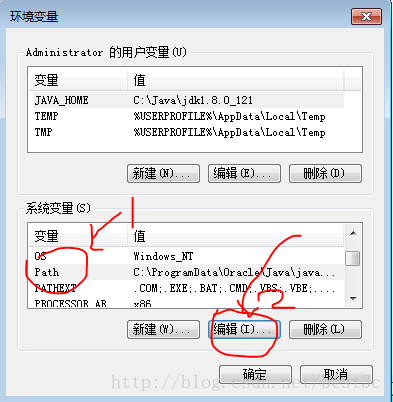 环境变量
Administrator 的用户变量(U)
变量 值
JAVA_HOME C:\Java\jdk1.8.0_121
TEMP %USERPROFILE%\AppData\Local\Temp
TMP %USERPROFILE%\AppData\Local\Temp
新建(N)... 编辑(E)... 删除(D)
1
系统变量(S)
变量 值
OS Windows_NT
Path C:\ProgramData\Oracle\Java\java...
PATHEXT .COM;.EXE;.BAT;.CMD;.VBS;.VBE;....
PROCESSOR_AR x86
2
新建(W)... 编辑(I)... 删除(L)
确定 取消